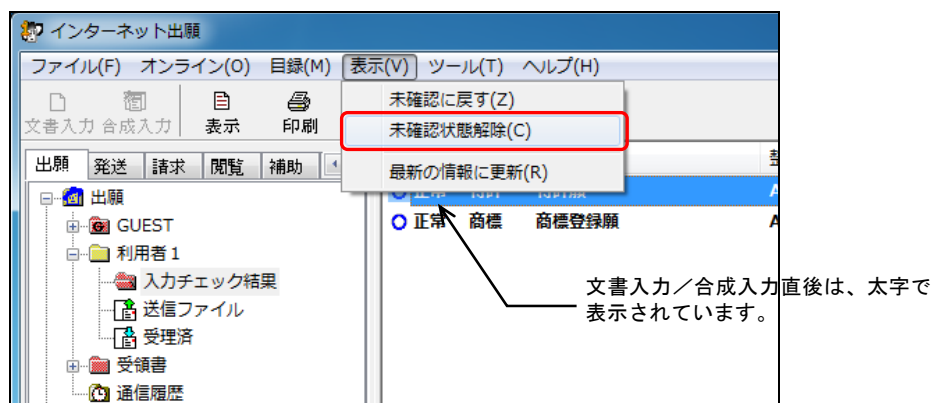 インターネット出願
ファイル(F) オンライン(O) 目録(M) 表示(V) ツール(T) ヘルプ(H)
文書入力 合成入力 表示 印刷
未確認に戻す(Z)
未確認状態解除(C)
最新の情報に更新(R)
出願 発送 請求 閲覧 補助
出願
GUEST
利用者1
入力チェック結果
送信ファイル
受理済
受領書
通信履歴
正常 特許 特許願 A
正常 商標 商標登録願 A
文書入力／合成入力直後は、太字で
表示されています。